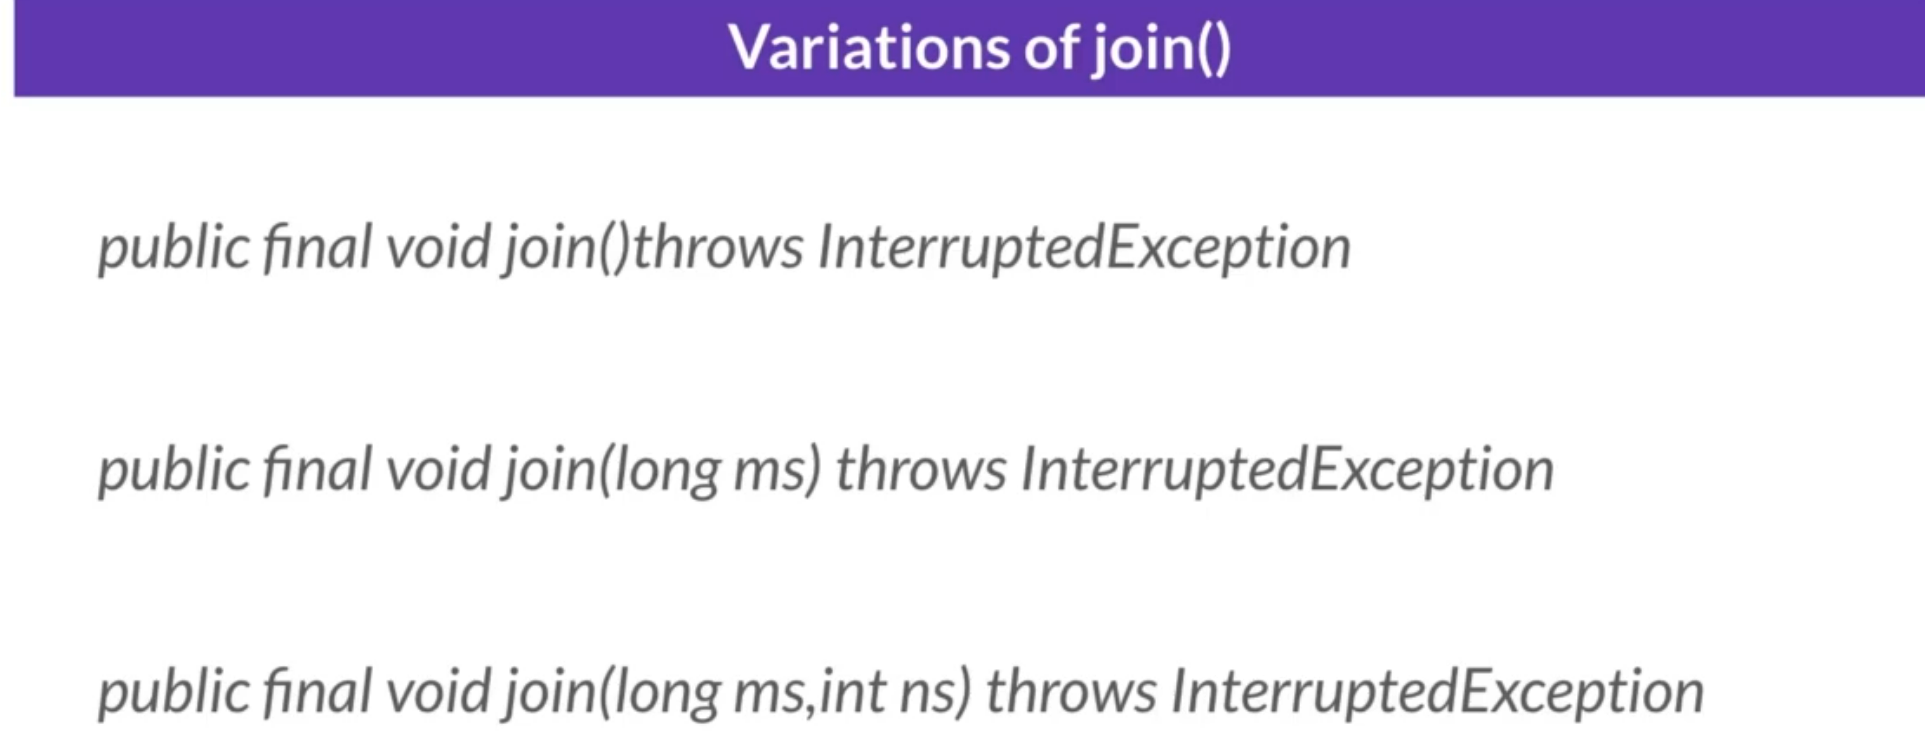 Variations of join()
public final void join()throws InterruptedException
public final void join(long ms) throws InterruptedException
public final void join(long ms,int ns) throws InterruptedException